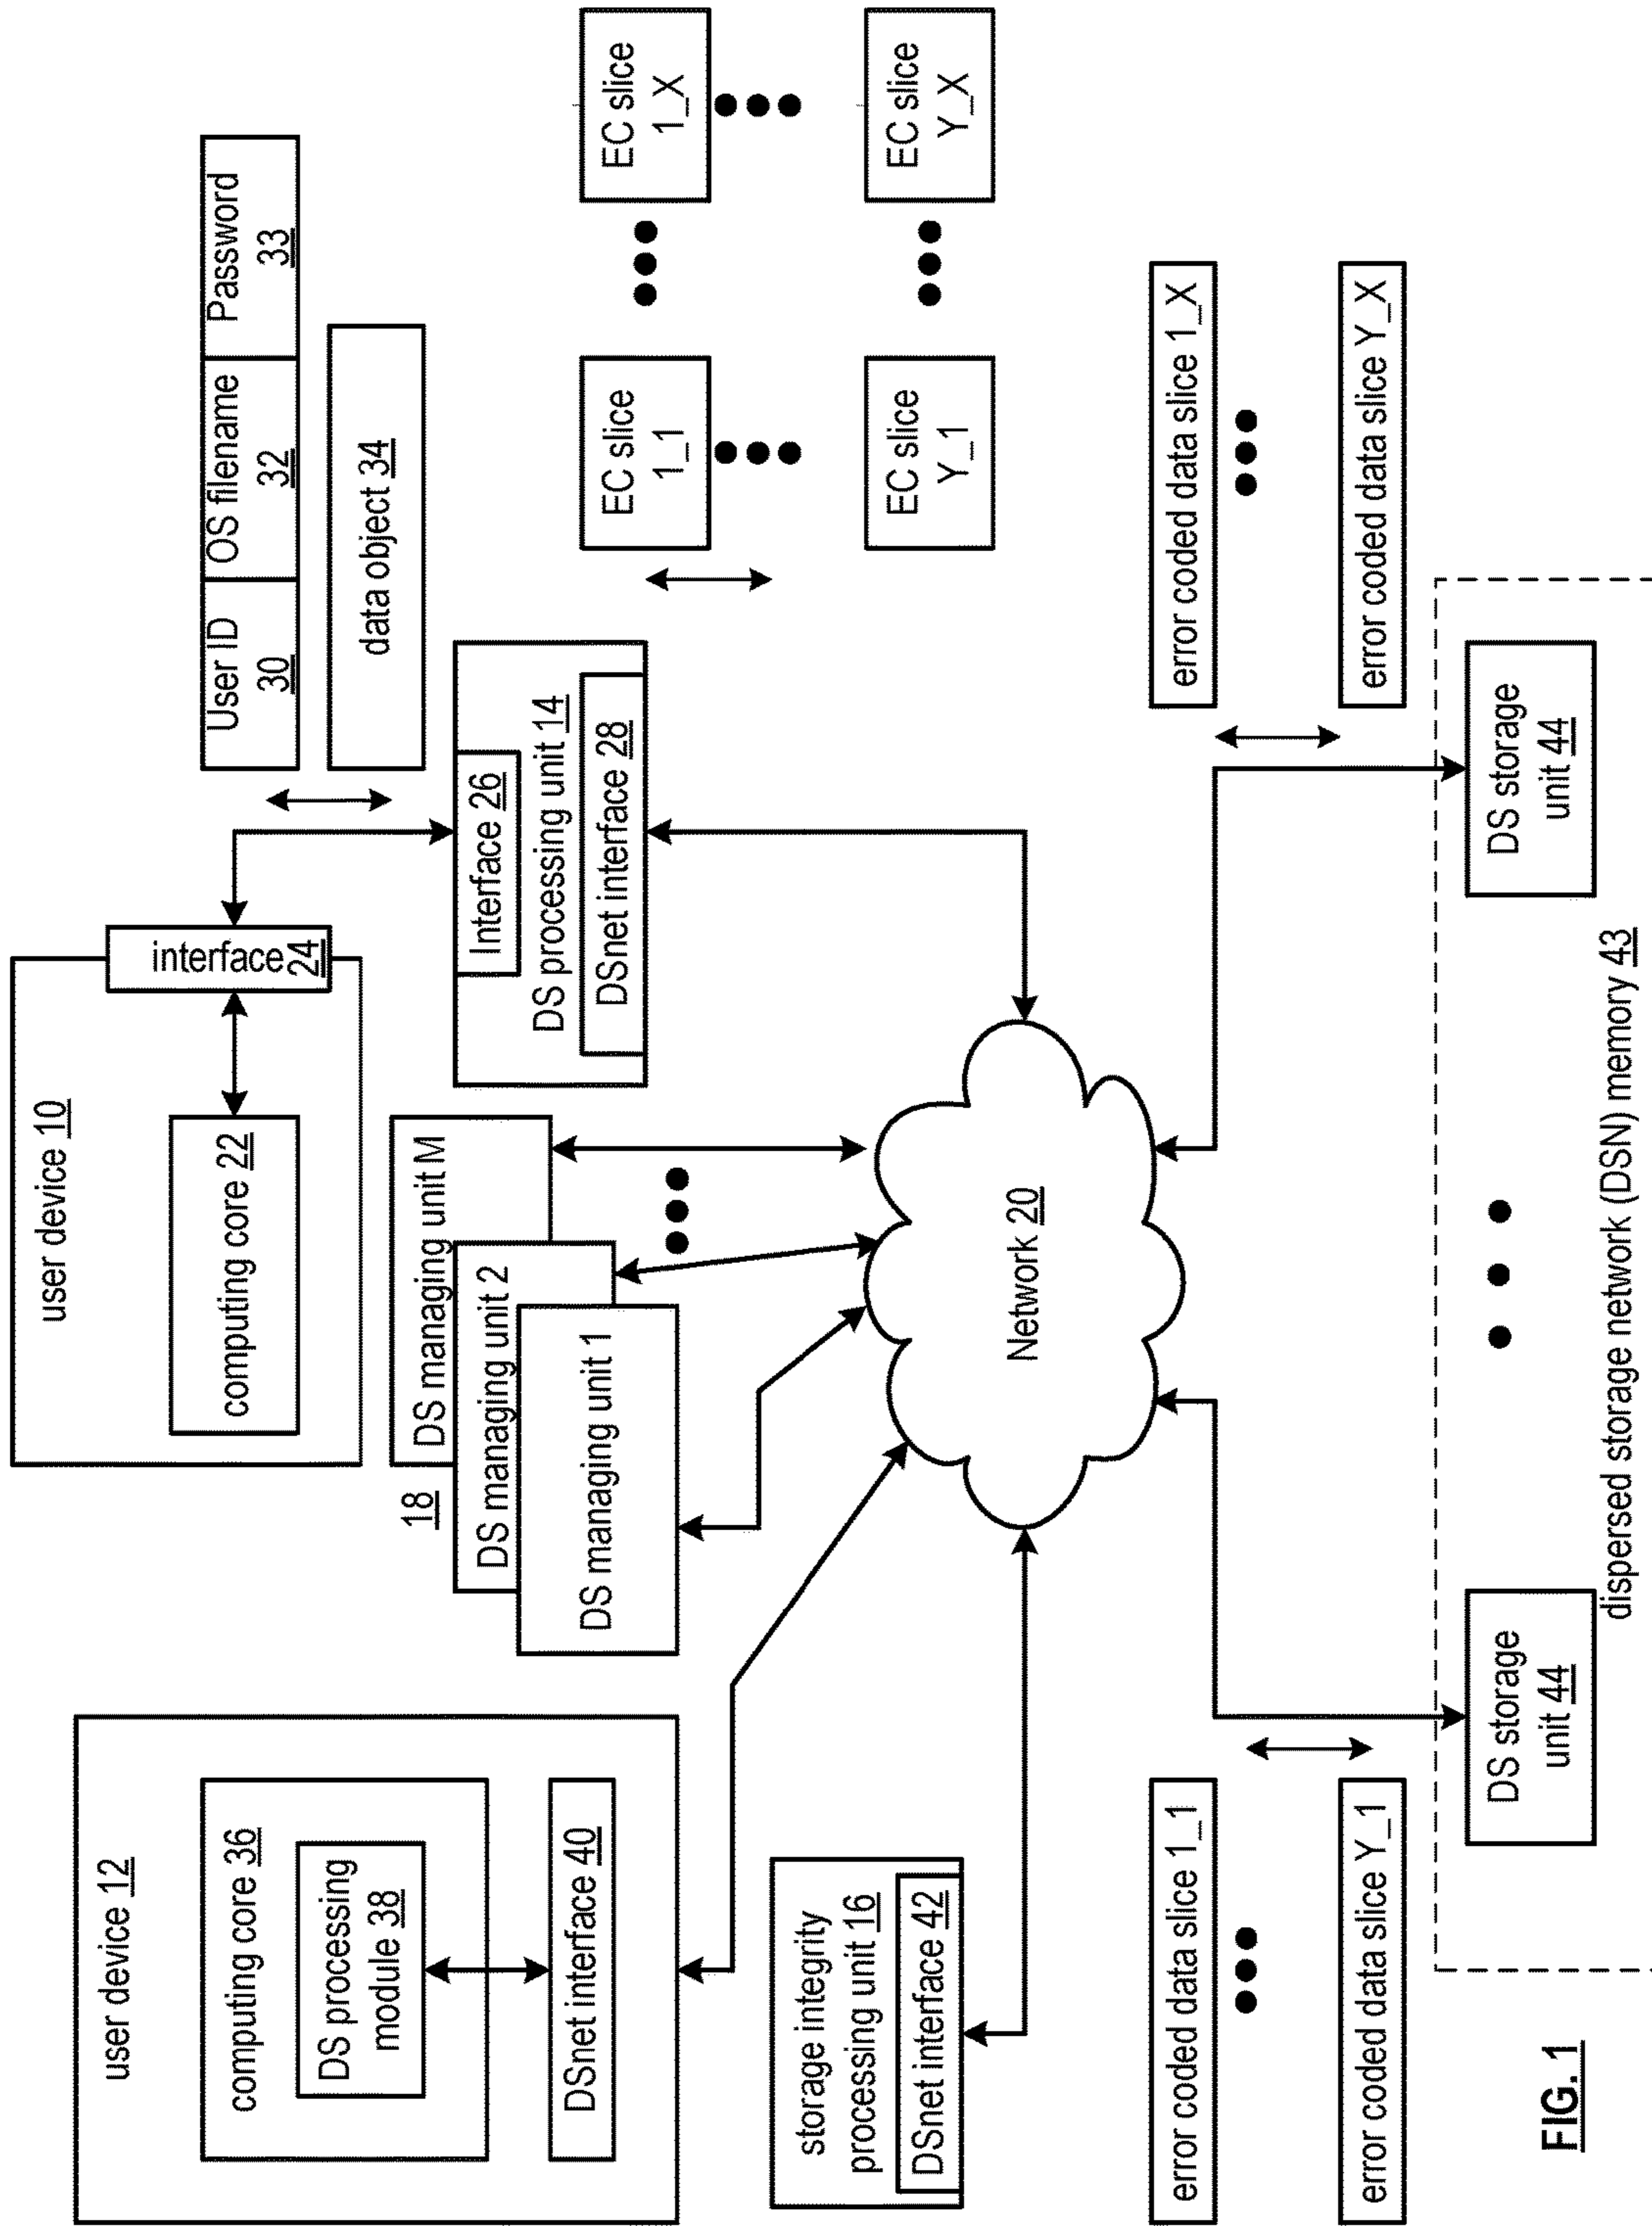 user device 12
computing core 36
DS processing
module 38
DSnet interface 40
user device 10
computing core 22
interface 24
User ID
30
OS filename
32
Password
33
data object 34
18
DS managing unit M
DS managing unit 2
DS managing unit 1
Interface 26
DS processing unit 14
DSnet interface 28
EC slice
1_1
EC slice
1_X
EC slice
Y_1
EC slice
Y_X
storage integrity
processing unit 16
DSnet interface 42
Network 20
error coded data slice 1_1
error coded data slice Y_1
error coded data slice 1_X
error coded data slice Y_X
DS storage
unit 44
DS storage
unit 44
dispersed storage network (DSN) memory 43
FIG. 1